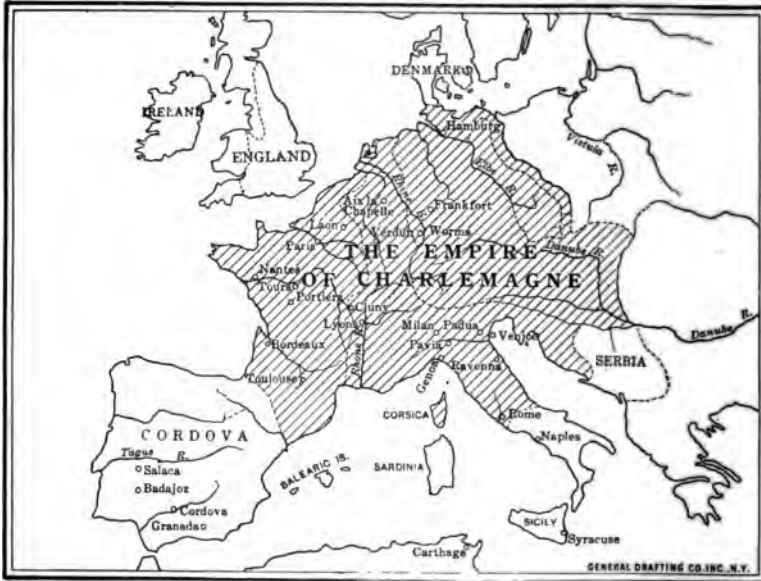 DENMARK
IRELAND
Hamburg
Vistula R.
ENGLAND
Elbe R.
Rhine R.
Aix la
Chapelle
Frankfort
Laon
Verdun
Worms
Paris
THE EMPIRE
OF CHARLEMAGNE
Danube R.
Nantes
Tours
Portiers
Cluny
Lyons
Milan
Padua
Venice
Danube R.
Bordeaux
Rhone R.
Pavia
SERBIA
Genoa
Ravenna
Toulouse
CORSICA
Rome
CORDOVA
Naples
Tagus R.
Salaca
BALEARIC IS.
SARDINIA
Badajoz
Cordova
Granada
SICILY
Syracuse
Carthage
GENERAL DRAFTING CO. INC. N.Y.